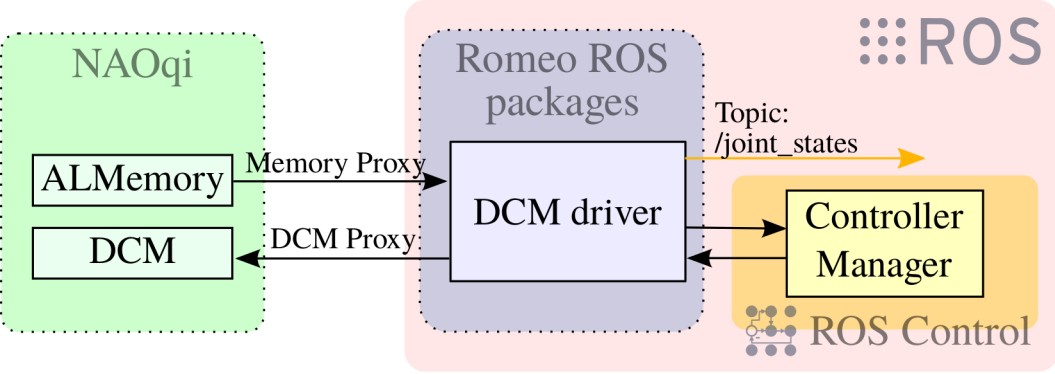 NAOqi
ALMemory
DCM
Memory Proxy
DCM Proxy
Romeo ROS
packages
DCM driver
ROS
Topic:
/joint_states
Controller
Manager
ROS Control